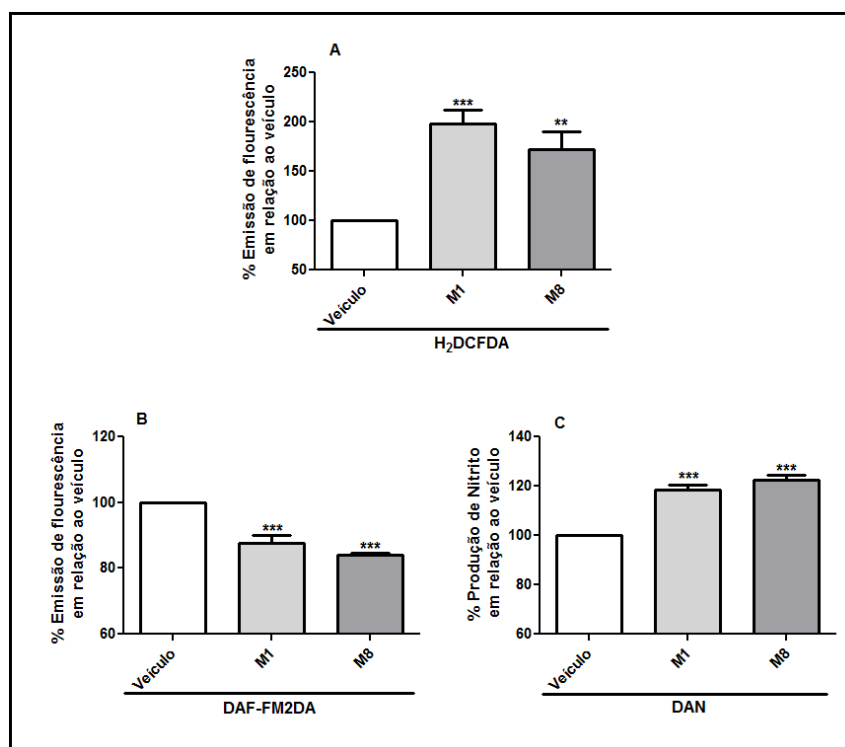 A
% Emissão de flourescência
em relação ao veículo
250
200
150
100
50
***
**
Veículo
M1
M8
H₂DCFDA
B
% Emissão de flourescência
em relação ao veículo
120
100
80
60
***
***
Veículo
M1
M8
DAF-FM2DA
C
% Produção de Nitrito
em relação ao veículo
140
120
100
80
60
***
***
Veículo
M1
M8
DAN